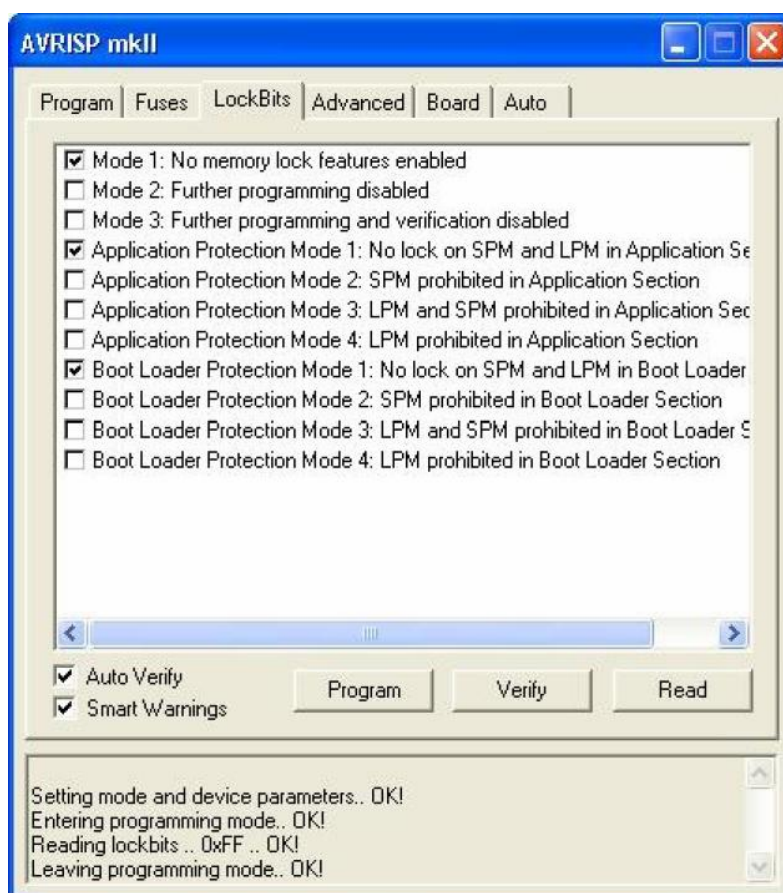 AVRISP mkII
Program Fuses LockBits Advanced Board Auto
Mode 1: No memory lock features enabled
Mode 2: Further programming disabled
Mode 3: Further programming and verification disabled
Application Protection Mode 1: No lock on SPM and LPM in Application Se
Application Protection Mode 2: SPM prohibited in Application Section
Application Protection Mode 3: LPM and SPM prohibited in Application Sec
Application Protection Mode 4: LPM prohibited in Application Section
Boot Loader Protection Mode 1: No lock on SPM and LPM in Boot Loader
Boot Loader Protection Mode 2: SPM prohibited in Boot Loader Section
Boot Loader Protection Mode 3: LPM and SPM prohibited in Boot Loader S
Boot Loader Protection Mode 4: LPM prohibited in Boot Loader Section
Auto Verify
Smart Warnings
Program Verify Read
Setting mode and device parameters.. OK!
Entering programming mode.. OK!
Reading lockbits .. 0xFF .. OK!
Leaving programming mode.. OK!